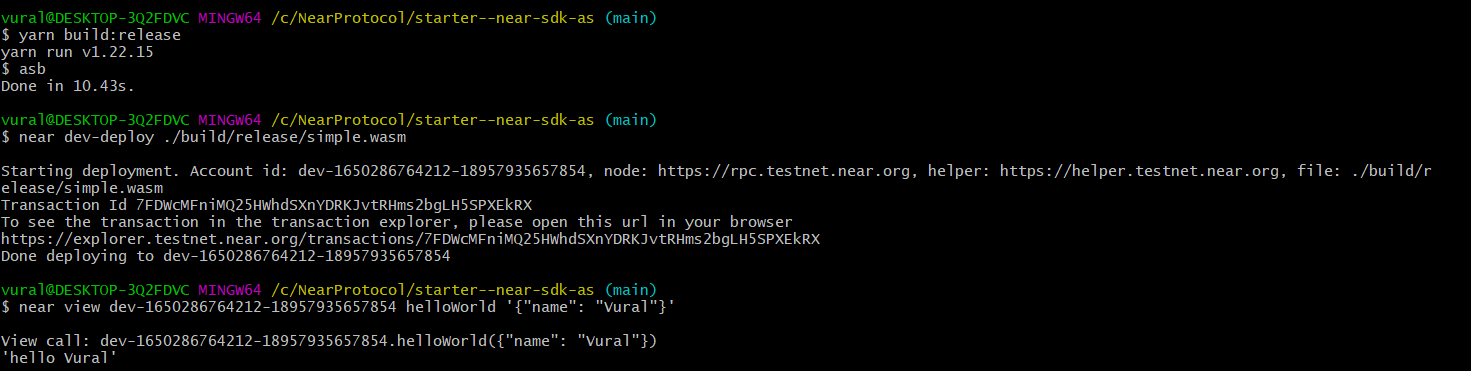 vural@DESKTOP-3Q2FDVC MINGW64 /c/NearProtocol/starter--near-sdk-as (main)
$ yarn build:release
yarn run v1.22.15
$ asb
Done in 10.43s.
vural@DESKTOP-3Q2FDVC MINGW64 /c/NearProtocol/starter--near-sdk-as (main)
$ near dev-deploy ./build/release/simple.wasm
Starting deployment. Account id: dev-1650286764212-18957935657854, node: https://rpc.testnet.near.org, helper: https://helper.testnet.near.org, file: ./build/r
elease/simple.wasm
Transaction Id 7FDWcMFniMQ25HWhdSXnYDRKJvtRHms2bgLH5SPXEkRX
To see the transaction in the transaction explorer, please open this url in your browser
https://explorer.testnet.near.org/transactions/7FDWcMFniMQ25HWhdSXnYDRKJvtRHms2bgLH5SPXEkRX
Done deploying to dev-1650286764212-18957935657854
vural@DESKTOP-3Q2FDVC MINGW64 /c/NearProtocol/starter--near-sdk-as (main)
$ near view dev-1650286764212-18957935657854 helloWorld '{"name": "Vural"}'
View call: dev-1650286764212-18957935657854.helloWorld({"name": "Vural"})
'hello Vural'